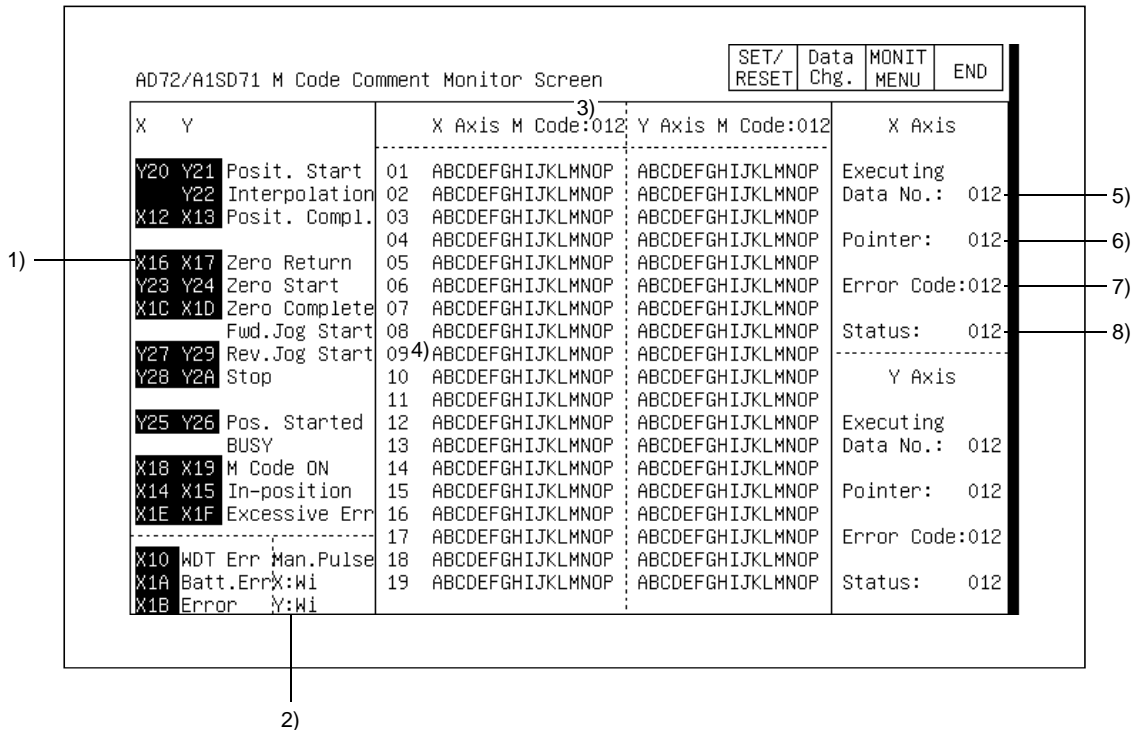 AD72/A1SD71 M Code Comment Monitor Screen
SET/ RESET Data Chg. MONIT MENU END
X Y
Y20 Y21 Posit. Start
Y22 Interpolation
X12 X13 Posit. Compl.
X16 X17 Zero Return
Y23 Y24 Zero Start
X1C X1D Zero Complete
Fwd.Jog Start
Y27 Y29 Rev.Jog Start
Y28 Y2A Stop
Y25 Y26 Pos. Started
BUSY
X18 X19 M Code ON
X14 X15 In-position
X1E X1F Excessive Err
X10 WDT Err Man.Pulse
X1A Batt.Err X:Wi
X1B Error Y:Wi
1)
2)
3)
X Axis M Code:012 Y Axis M Code:012
01 ABCDEFGHIJKLMNOP ABCDEFGHIJKLMNOP
02 ABCDEFGHIJKLMNOP ABCDEFGHIJKLMNOP
03 ABCDEFGHIJKLMNOP ABCDEFGHIJKLMNOP
04 ABCDEFGHIJKLMNOP ABCDEFGHIJKLMNOP
05 ABCDEFGHIJKLMNOP ABCDEFGHIJKLMNOP
06 ABCDEFGHIJKLMNOP ABCDEFGHIJKLMNOP
07 ABCDEFGHIJKLMNOP ABCDEFGHIJKLMNOP
08 ABCDEFGHIJKLMNOP ABCDEFGHIJKLMNOP
09 4) ABCDEFGHIJKLMNOP ABCDEFGHIJKLMNOP
10 ABCDEFGHIJKLMNOP ABCDEFGHIJKLMNOP
11 ABCDEFGHIJKLMNOP ABCDEFGHIJKLMNOP
12 ABCDEFGHIJKLMNOP ABCDEFGHIJKLMNOP
13 ABCDEFGHIJKLMNOP ABCDEFGHIJKLMNOP
14 ABCDEFGHIJKLMNOP ABCDEFGHIJKLMNOP
15 ABCDEFGHIJKLMNOP ABCDEFGHIJKLMNOP
16 ABCDEFGHIJKLMNOP ABCDEFGHIJKLMNOP
17 ABCDEFGHIJKLMNOP ABCDEFGHIJKLMNOP
18 ABCDEFGHIJKLMNOP ABCDEFGHIJKLMNOP
19 ABCDEFGHIJKLMNOP ABCDEFGHIJKLMNOP
X Axis
Executing
Data No.: 012 5)
Pointer: 012 6)
Error Code:012 7)
Status: 012 8)
Y Axis
Executing
Data No.: 012
Pointer: 012
Error Code:012
Status: 012